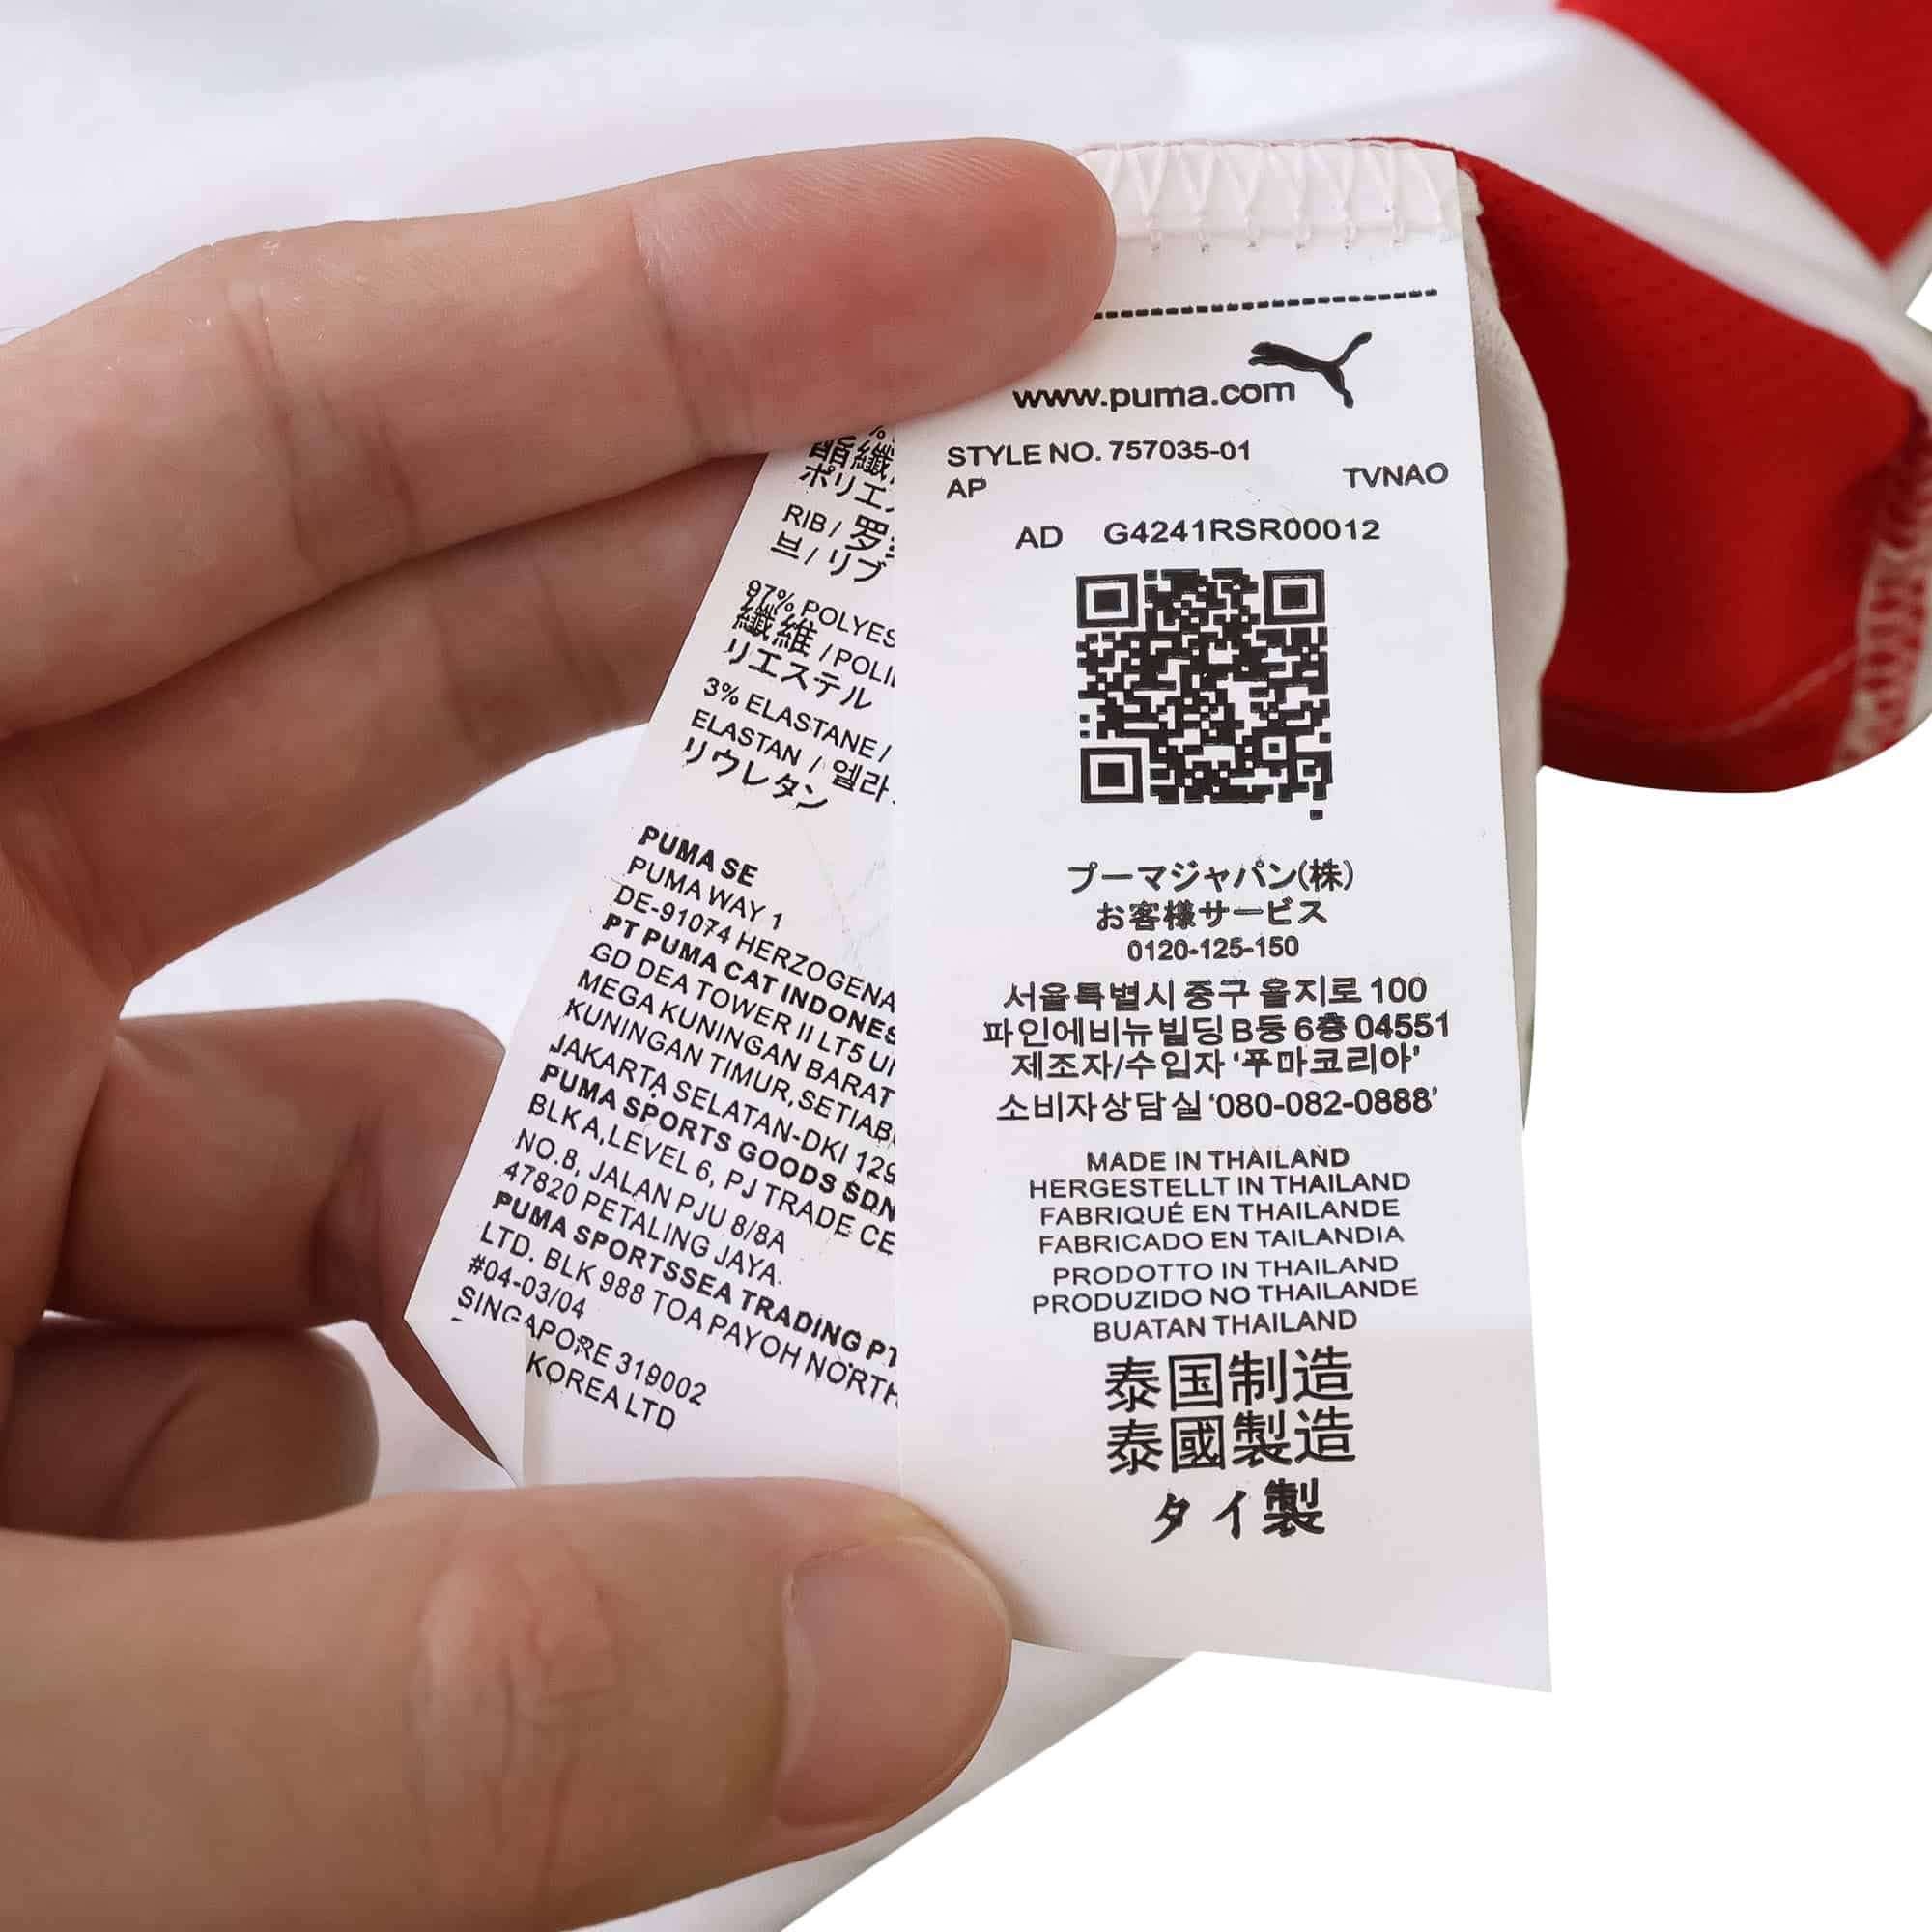 www.puma.com
STYLE NO. 757035-01
AP TVNAO
AD G4241RSR00012
プーマジャパン(株)
お客様サービス
0120-125-150
서울특별시 중구 을지로 100
파인에비뉴빌딩 B동 6층 04551
제조자/수입자 '푸마코리아'
소비자상담실 '080-082-0888'
MADE IN THAILAND
HERGESTELLT IN THAILAND
FABRIQUÉ EN THAILANDE
FABRICADO EN TAILANDIA
PRODOTTO IN THAILAND
PRODUZIDO NO THAILANDE
BUATAN THAILAND
泰国制造
泰國製造
タイ製
ポリエ
RIB /
브 / リブ
97% POLYES
纖維 / POLI
リエステル
3% ELASTANE /
ELASTAN / 엘라
リウレタン
PUMA SE
PUMA WAY 1
DE-91074 HERZOGENA
PT PUMA CAT INDONES
GD DEA TOWER II LT5 U
MEGA KUNINGAN BARAT
KUNINGAN TIMUR, SETIAB
JAKARTA SELATAN-DKI 129
PUMA SPORTS GOODS SDN
BLK A, LEVEL 6, PJ TRADE CE
NO.8, JALAN PJU 8/8A
47820 PETALING JAYA.
PUMA SPORTSSEA TRADING PT
LTD. BLK 988 TOA PAYOH NORTH
#04-03/04
SINGAPORE 319002
KOREA LTD